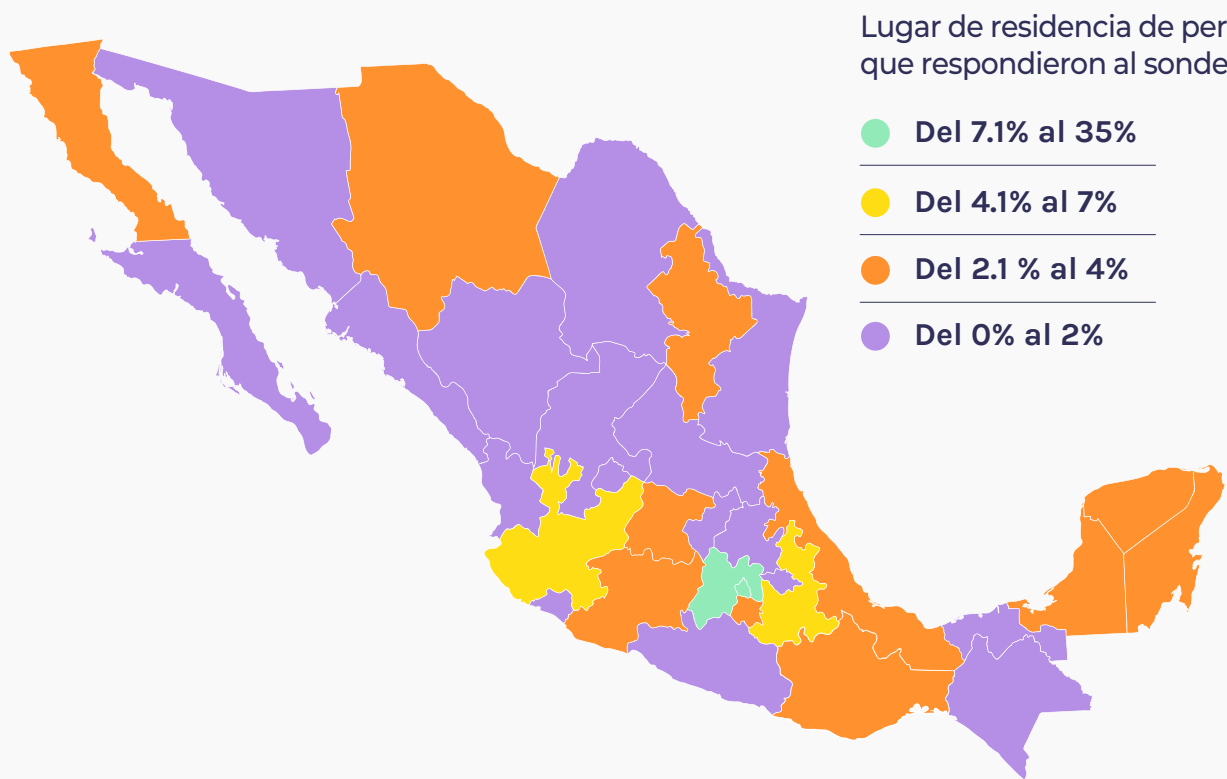 Lugar de residencia de per
que respondieron al sonde
Del 7.1% al 35%
Del 4.1% al 7%
Del 2.1 % al 4%
Del 0% al 2%